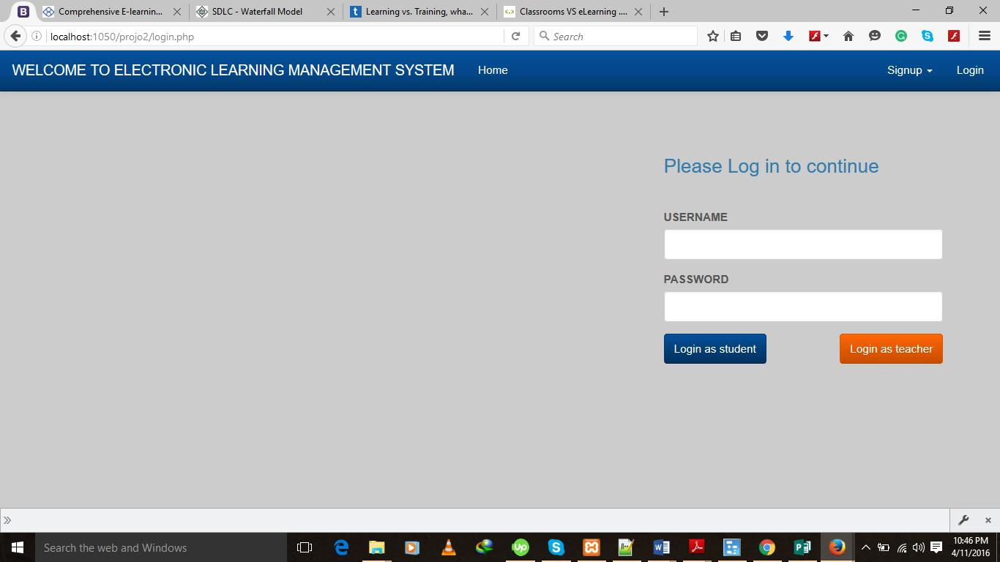 B Comprehensive E-learnin... SDLC - Waterfall Model t Learning vs. Training, wha... Classrooms VS eLearning ....
localhost:1050/projo2/login.php Search
WELCOME TO ELECTRONIC LEARNING MANAGEMENT SYSTEM Home Signup Login
Please Log in to continue
USERNAME
PASSWORD
Login as student Login as teacher
Search the web and Windows
10:46 PM
4/11/2016